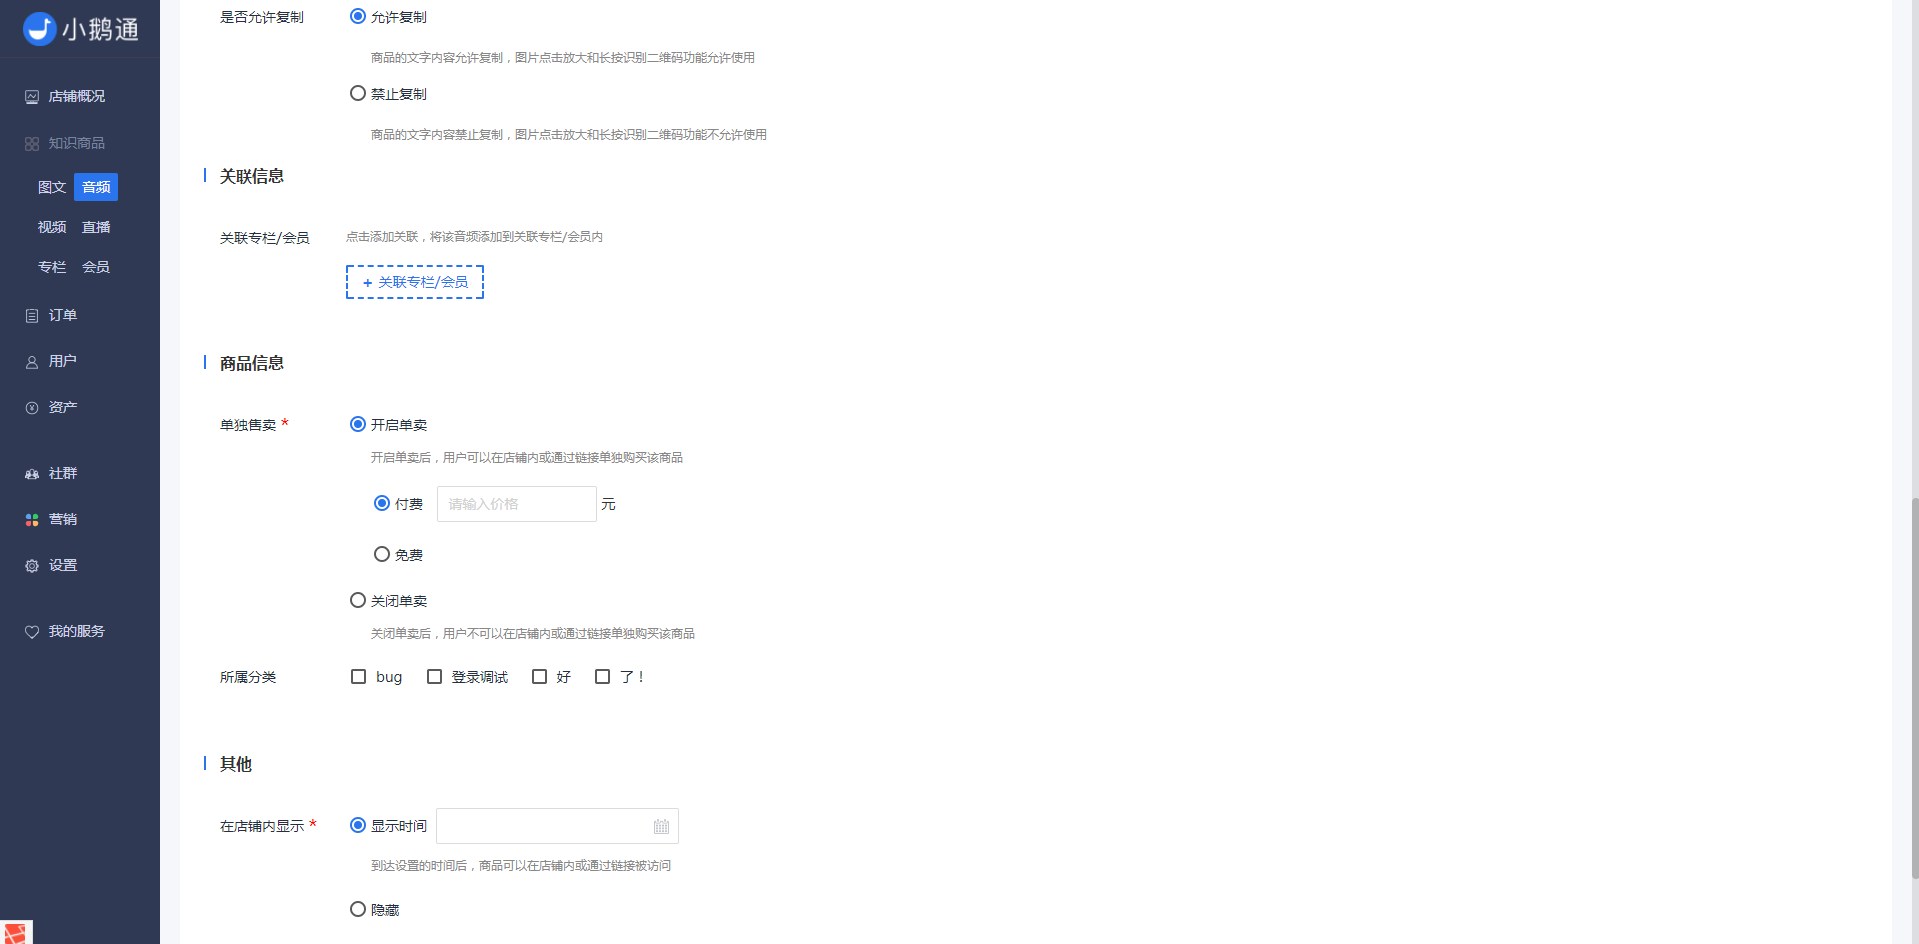 小鹅通
店铺概况
知识商品
图文 音频
视频 直播
专栏 会员
订单
用户
资产
社群
营销
设置
我的服务
是否允许复制 允许复制
商品的文字内容允许复制，图片点击放大和长按识别二维码功能允许使用
禁止复制
商品的文字内容禁止复制，图片点击放大和长按识别二维码功能不允许使用
关联信息
关联专栏/会员 点击添加关联，将该音频添加到关联专栏/会员内
+ 关联专栏/会员
商品信息
单独售卖 * 开启单卖
开启单卖后，用户可以在店铺内或通过链接单独购买该商品
付费 请输入价格 元
免费
关闭单卖
关闭单卖后，用户不可以在店铺内或通过链接单独购买该商品
所属分类 bug 登录调试 好 了！
其他
在店铺内显示 * 显示时间
到达设置的时间后，商品可以在店铺内或通过链接被访问
隐藏